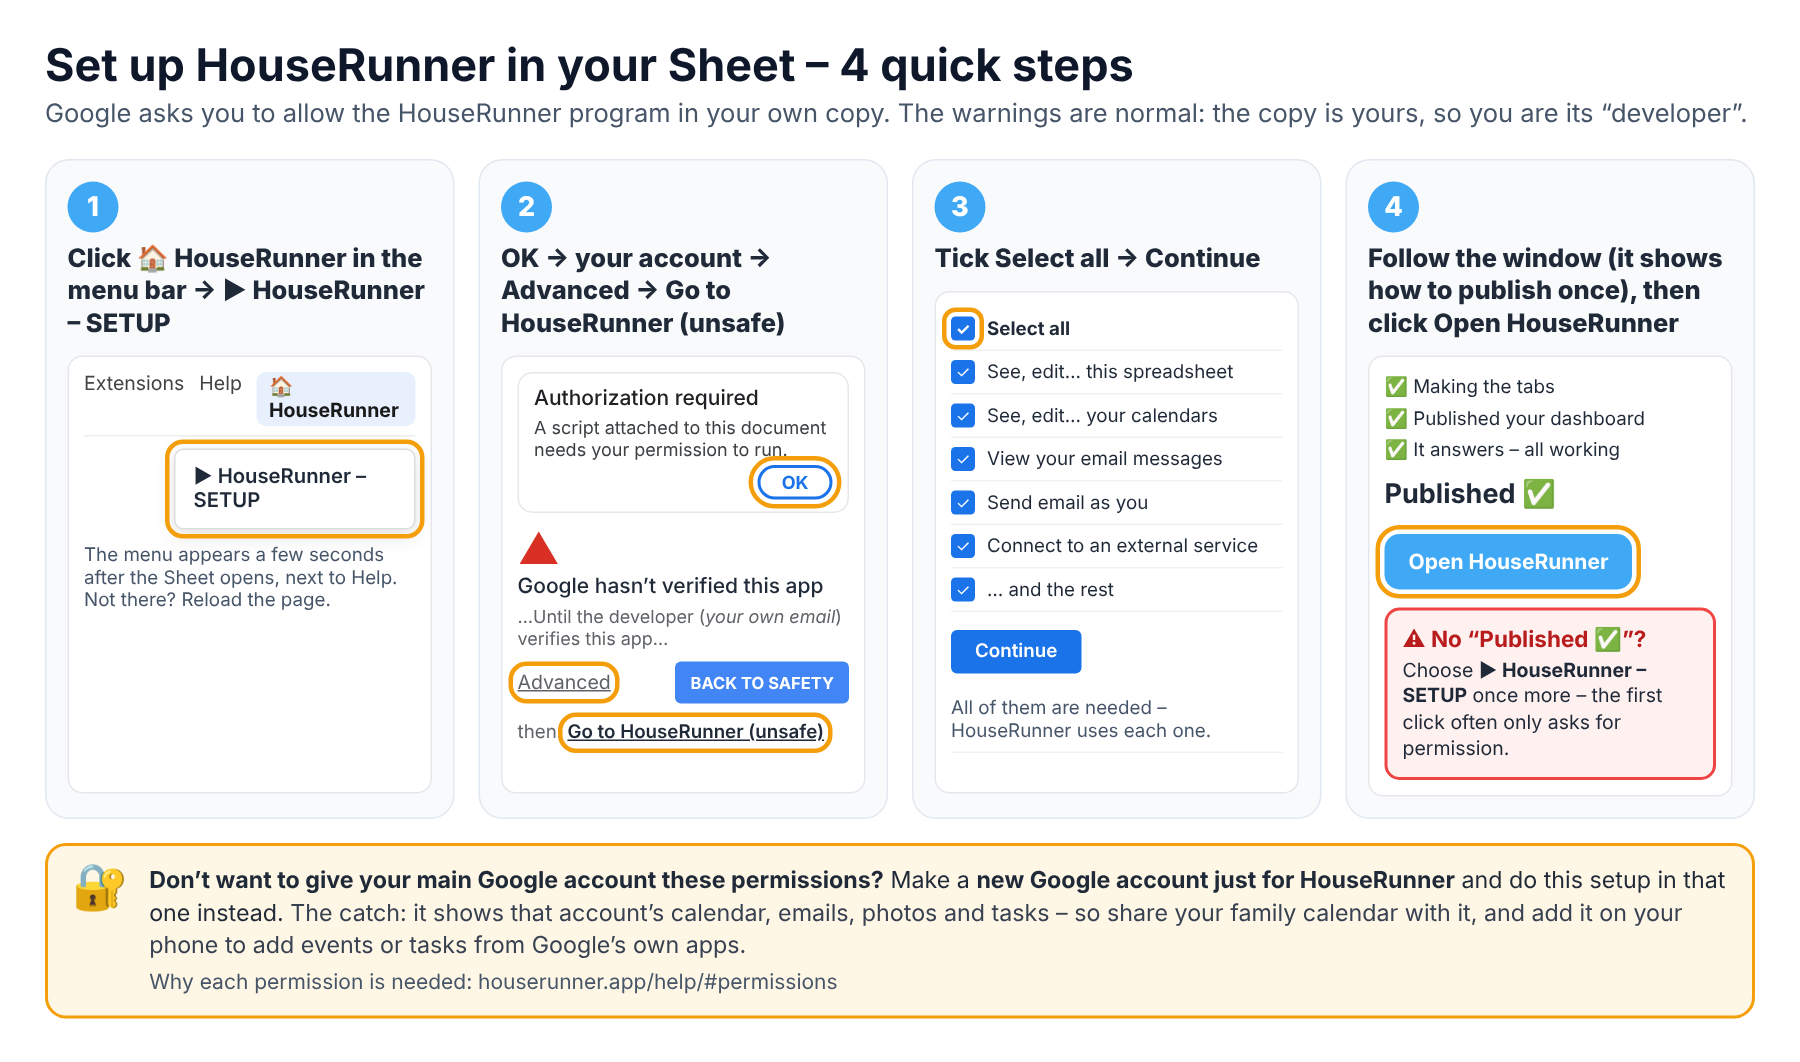 Set up HouseRunner in your Sheet – 4 quick steps
Google asks you to allow the HouseRunner program in your own copy. The warnings are normal: the copy is yours, so you are its “developer”.
1
Click 🏠 HouseRunner in the
menu bar → ▶ HouseRunner
– SETUP
Extensions Help 🏠
HouseRunner
▶ HouseRunner –
SETUP
The menu appears a few seconds
after the Sheet opens, next to Help.
Not there? Reload the page.
2
OK → your account →
Advanced → Go to
HouseRunner (unsafe)
Authorization required
A script attached to this document
needs your permission to run.
OK
Google hasn’t verified this app
...Until the developer (your own email)
verifies this app...
Advanced BACK TO SAFETY
then Go to HouseRunner (unsafe)
3
Tick Select all → Continue
Select all
See, edit... this spreadsheet
See, edit... your calendars
View your email messages
Send email as you
Connect to an external service
... and the rest
Continue
All of them are needed –
HouseRunner uses each one.
4
Follow the window (it shows
how to publish once), then
click Open HouseRunner
✅ Making the tabs
✅ Published your dashboard
✅ It answers – all working
Published ✅
Open HouseRunner
⚠ No “Published ✅”?
Choose ▶ HouseRunner –
SETUP once more – the first
click often only asks for
permission.
🔐 Don’t want to give your main Google account these permissions? Make a new Google account just for HouseRunner and do this setup in that
one instead. The catch: it shows that account’s calendar, emails, photos and tasks – so share your family calendar with it, and add it on your
phone to add events or tasks from Google’s own apps.
Why each permission is needed: houserunner.app/help/#permissions